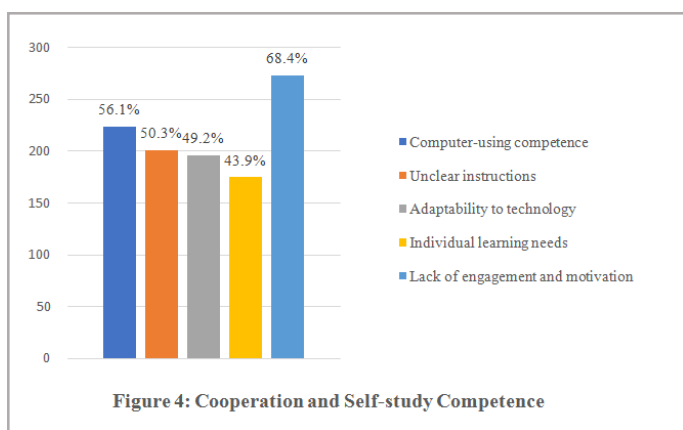 300
250
200
150
100
50
0
56.1%
50.3%
49.2%
43.9%
68.4%
Computer-using competence
Unclear instructions
Adaptability to technology
Individual learning needs
Lack of engagement and motivation
Figure 4: Cooperation and Self-study Competence